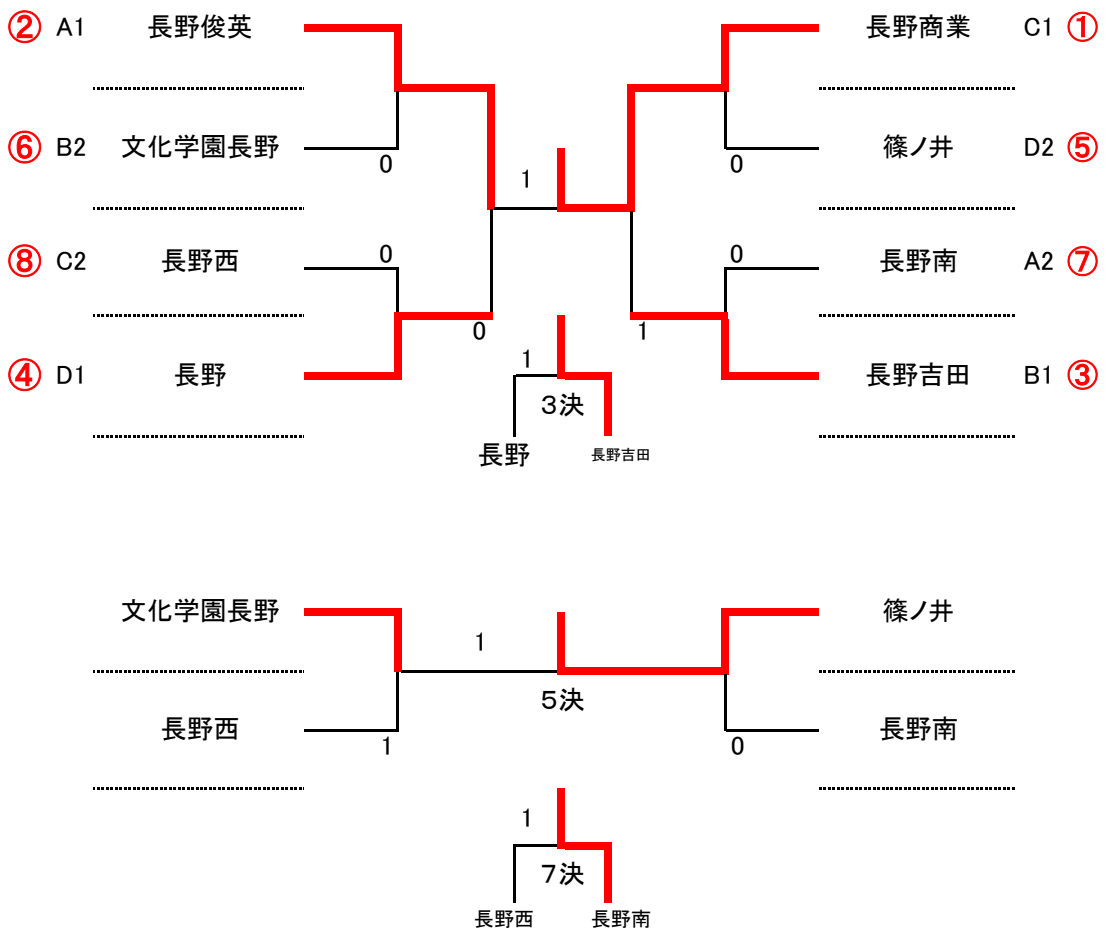 ② A1 長野俊英 長野商業 C1 ①
⑥ B2 文化学園長野 0 1 0 篠ノ井 D2 ⑤
⑧ C2 長野西 0 0 長野南 A2 ⑦
0 1
④ D1 長野 1 長野吉田 B1 ③
3決
長野 長野吉田
文化学園長野 1 篠ノ井
5決
長野西 1 0 長野南
1
7決
長野西 長野南